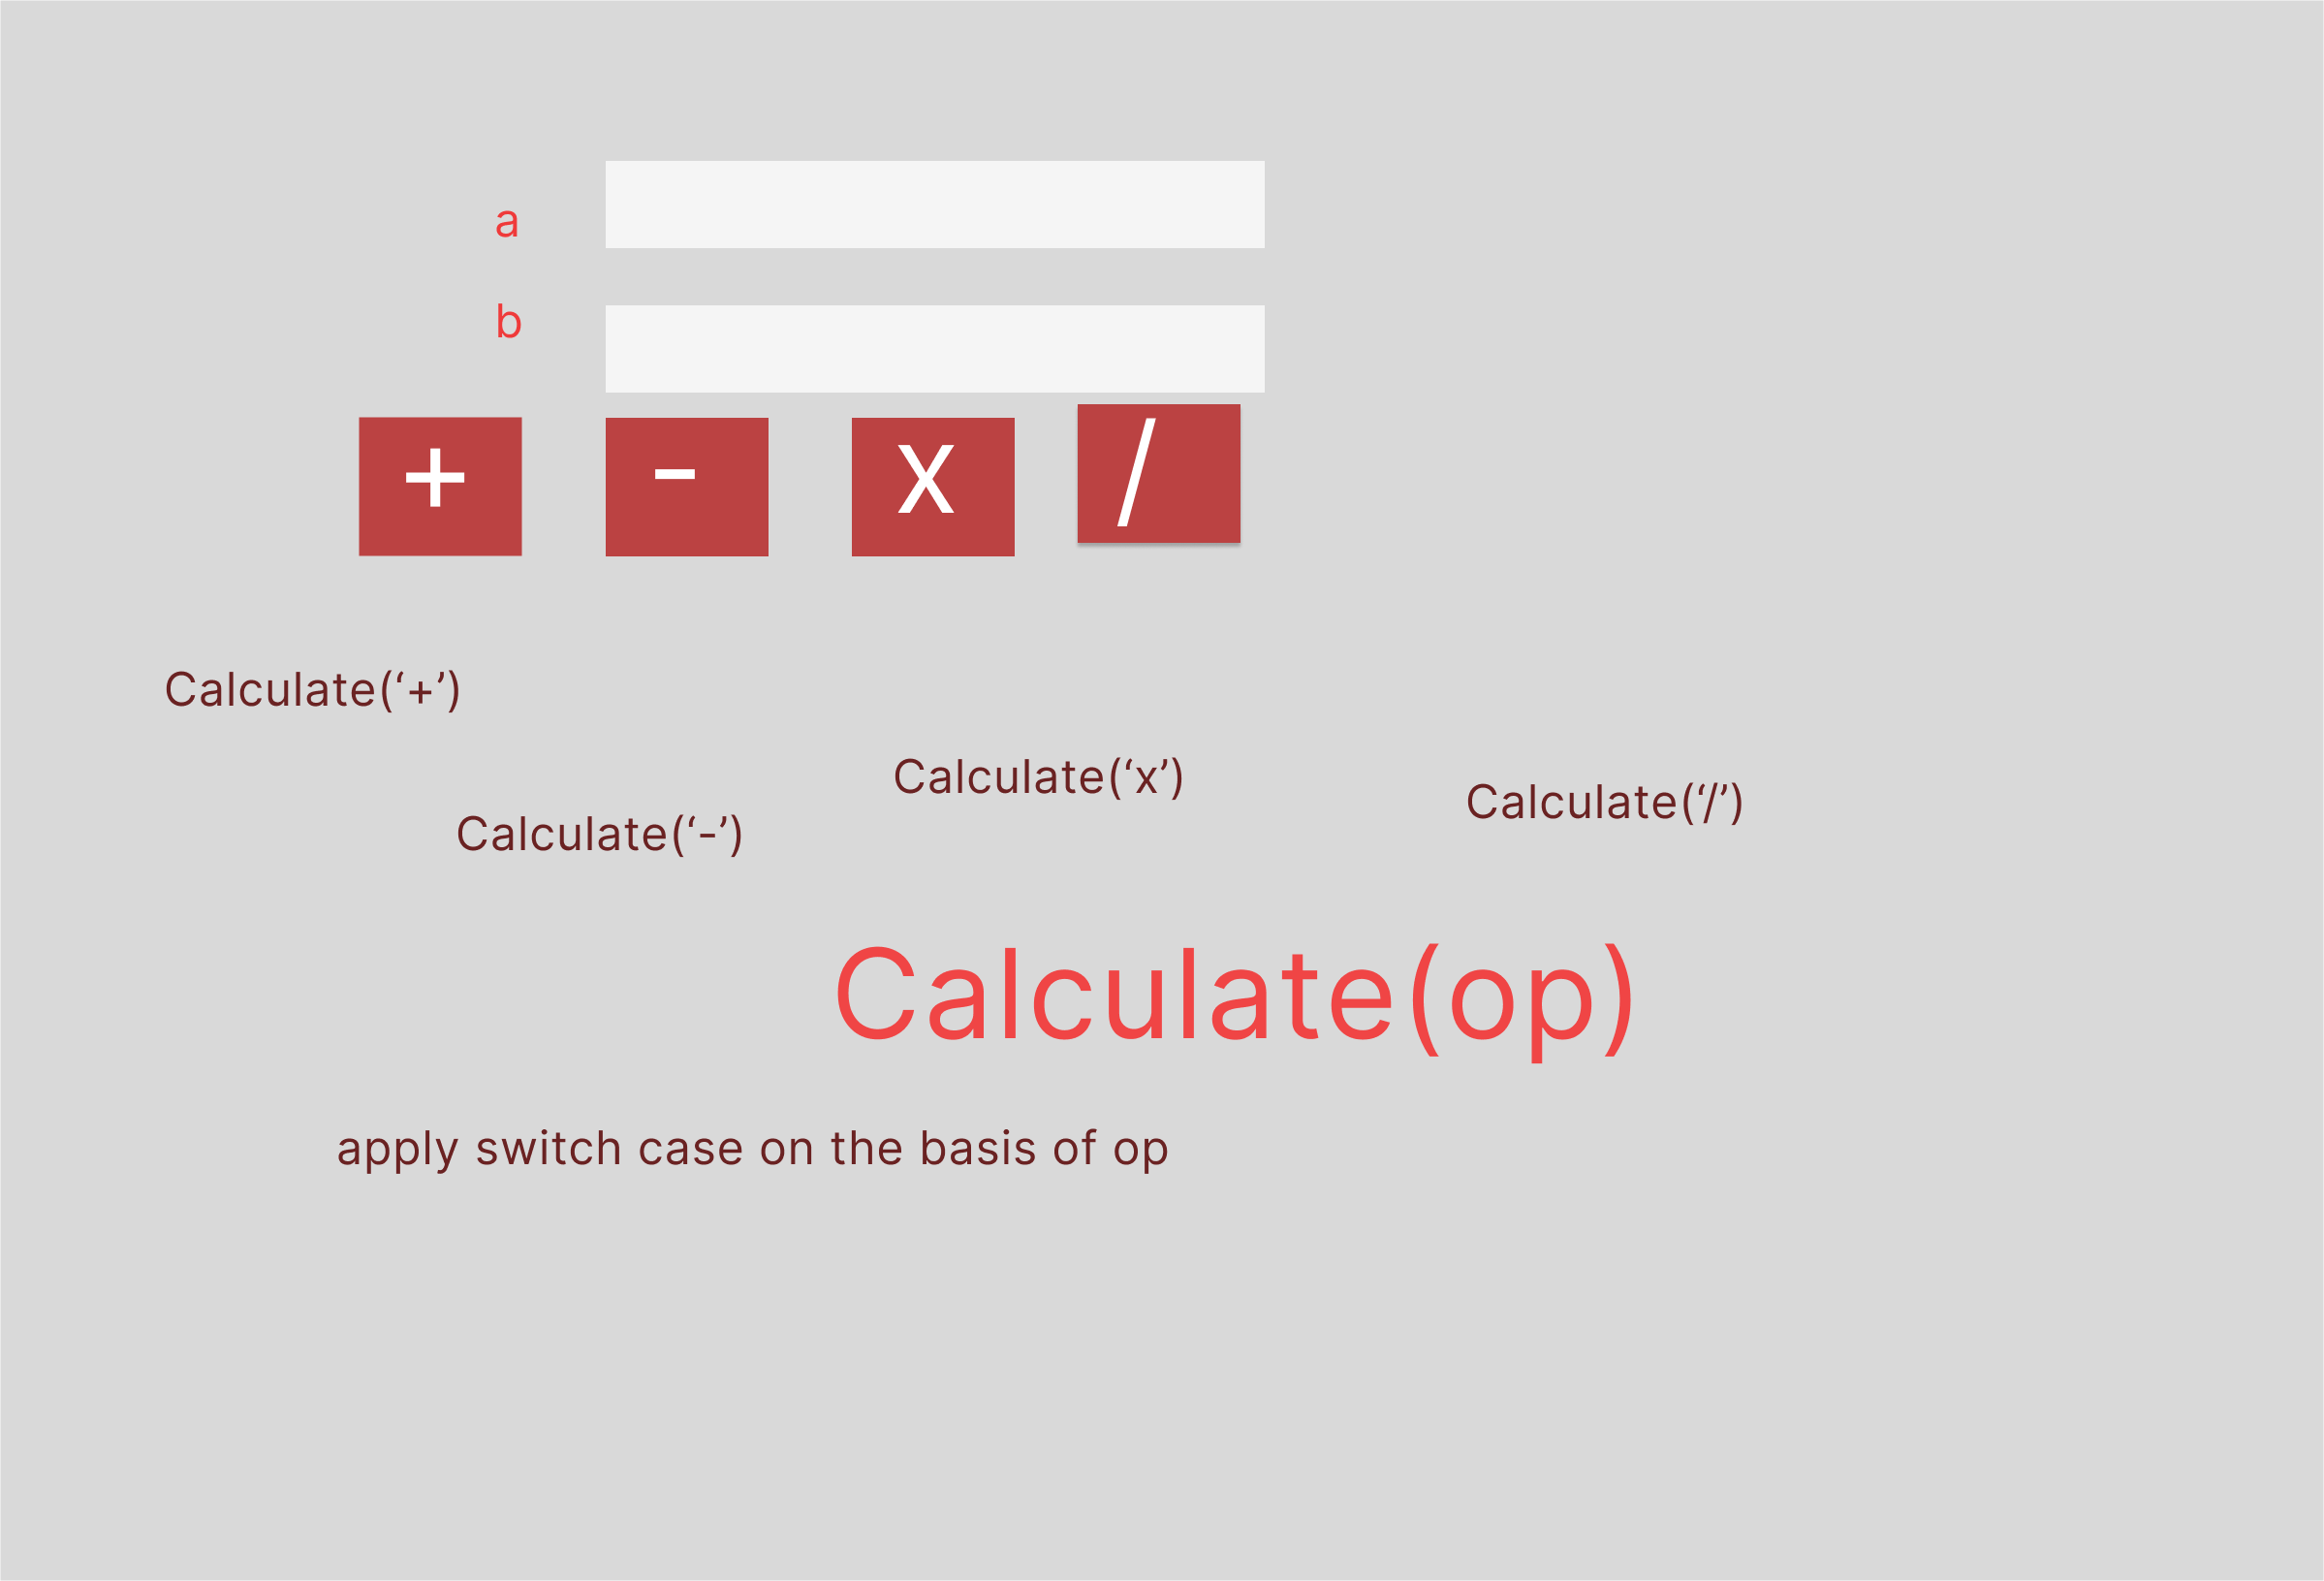 a
b
+
-
x
/
Calculate(‘+’)
Calculate(‘x’)
Calculate(‘/’)
Calculate(‘-’)
Calculate(op)
apply switch case on the basis of op